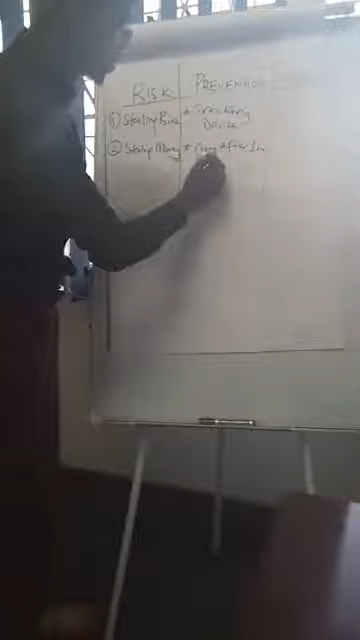 RISK PREVENTION
① Stealing Bike * Tracking
Device
② Stealing Money *